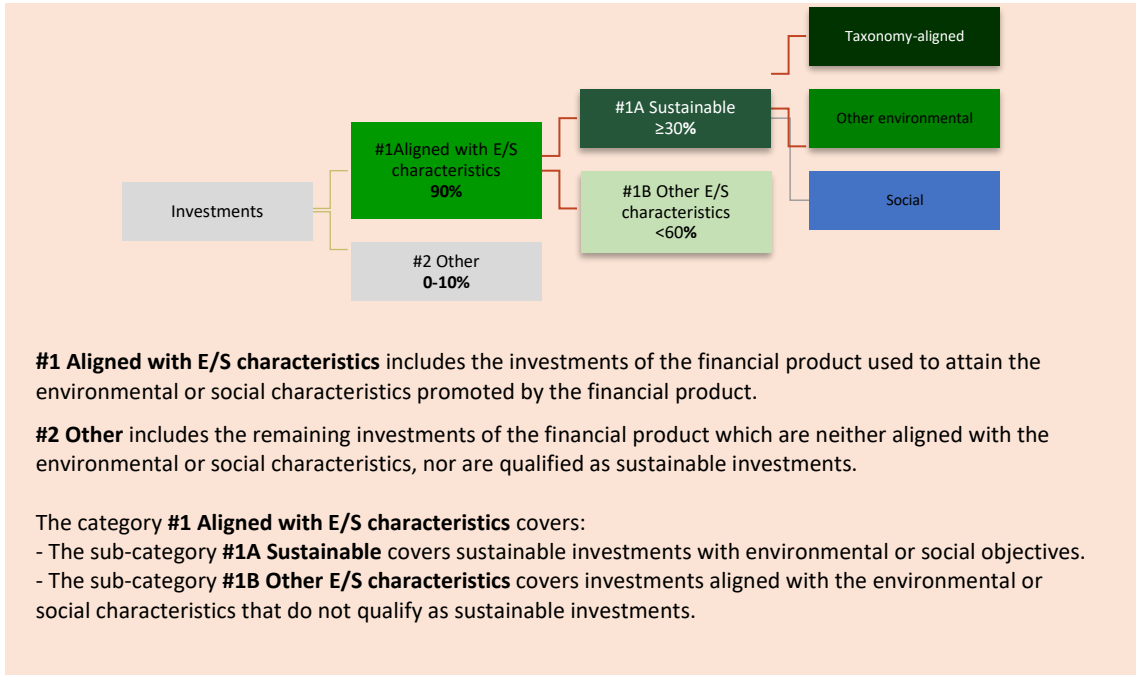 Taxonomy-aligned
#1A Sustainable
≥30%
Other environmental
#1Aligned with E/S
characteristics
90%
#1B Other E/S
characteristics
<60%
Social
Investments
#2 Other
0-10%
#1 Aligned with E/S characteristics includes the investments of the financial product used to attain the
environmental or social characteristics promoted by the financial product.
#2 Other includes the remaining investments of the financial product which are neither aligned with the
environmental or social characteristics, nor are qualified as sustainable investments.
The category #1 Aligned with E/S characteristics covers:
- The sub-category #1A Sustainable covers sustainable investments with environmental or social objectives.
- The sub-category #1B Other E/S characteristics covers investments aligned with the environmental or
social characteristics that do not qualify as sustainable investments.